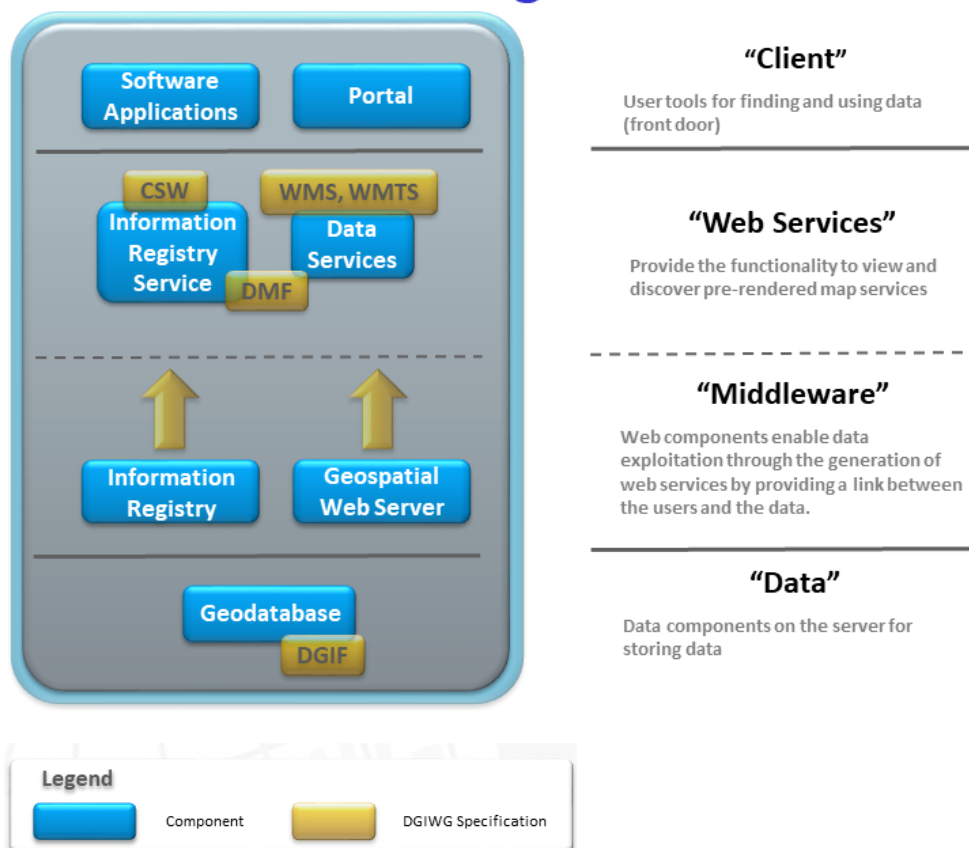 Software
Applications
Portal
“Client”
User tools for finding and using data
(front door)
CSW
WMS, WMTS
Information
Registry
Service
Data
Services
DMF
“Web Services”
Provide the functionality to view and
discover pre-rendered map services
“Middleware”
Web components enable data
exploitation through the generation of
web services by providing a link between
the users and the data.
Information
Registry
Geospatial
Web Server
“Data”
Data components on the server for
storing data
Geodatabase
DGIF
Legend
Component
DGIWG Specification